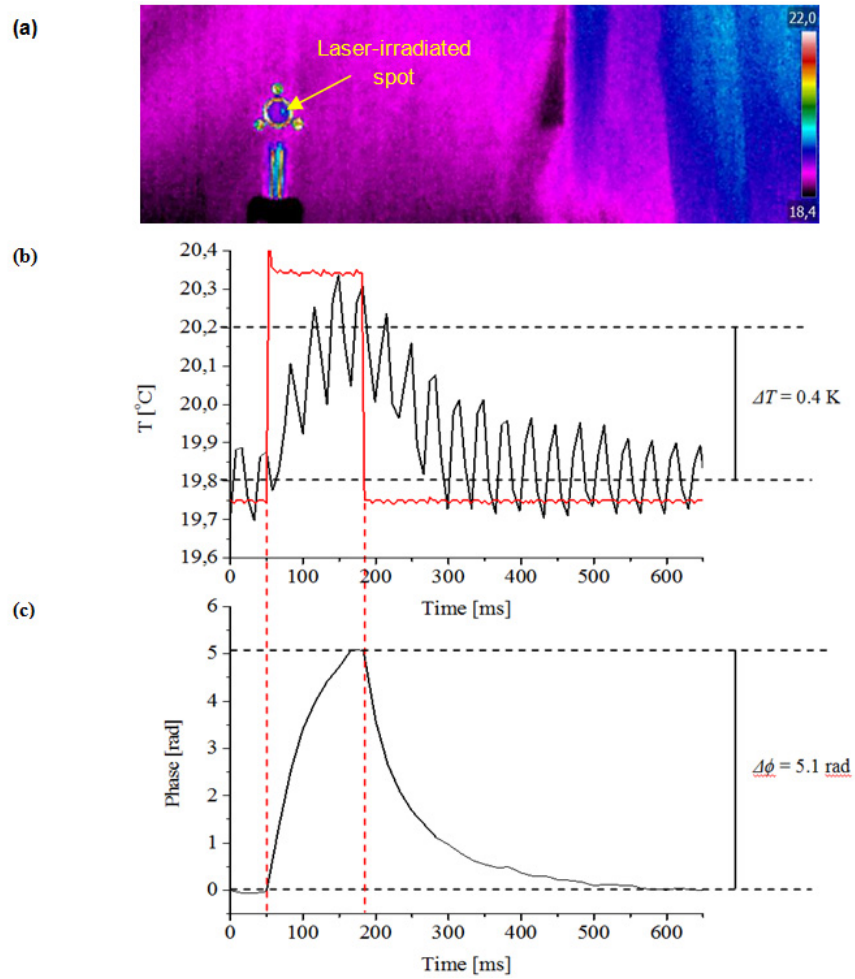 (a)
Laser-irradiated
spot
22,0
18,4
(b)
20,4
20,3
20,2
20,1
20,0
19,9
19,8
19,7
19,6
T [°C]
ΔT = 0.4 K
0 100 200 300 400 500 600
Time [ms]
(c)
6
5
4
3
2
1
0
Phase [rad]
Δϕ = 5.1 rad
0 100 200 300 400 500 600
Time [ms]